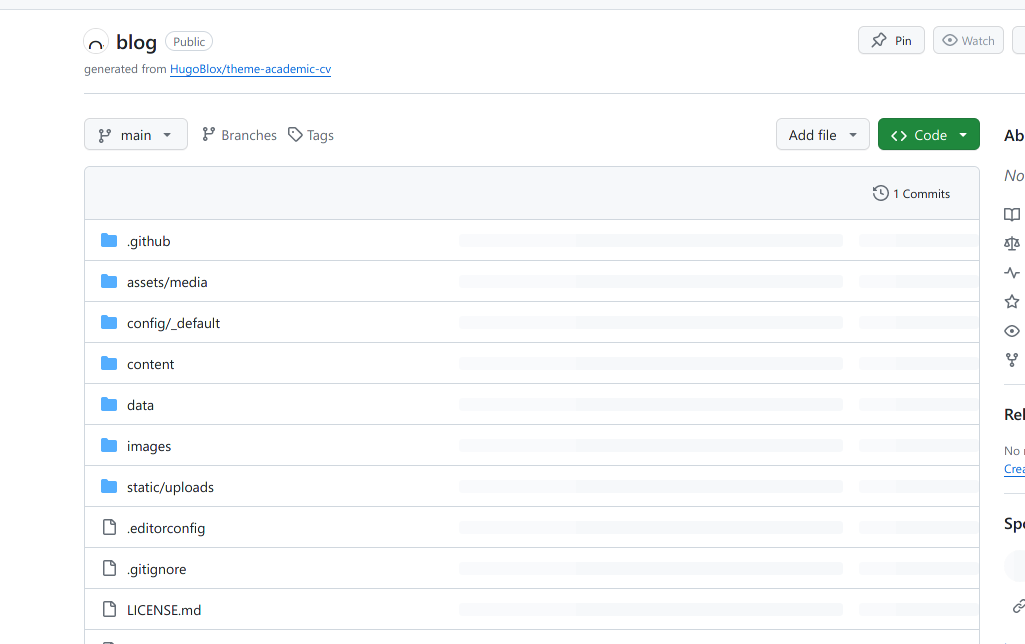 blog Public
Pin
Watch
generated from HugoBlox/theme-academic-cv
main
Branches
Tags
Add file
Code
Ab
No
1 Commits
.github
assets/media
config/_default
content
data
images
static/uploads
.editorconfig
.gitignore
LICENSE.md
Rel
No
Crea
Spo